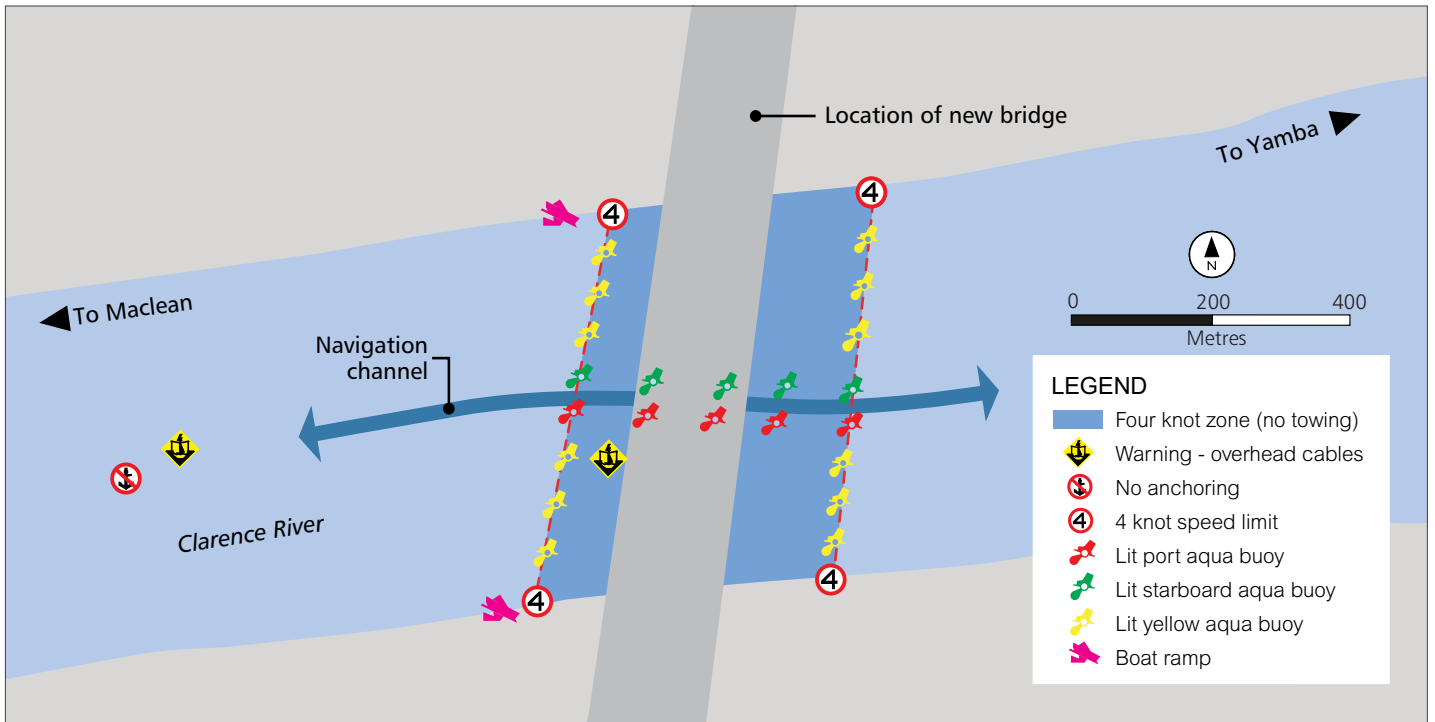 Location of new bridge
To Yamba
4
4
N
0 200 400
Metres
To Maclean
Navigation
channel
Clarence River
4
4
LEGEND
Four knot zone (no towing)
Warning - overhead cables
No anchoring
4 4 knot speed limit
Lit port aqua buoy
Lit starboard aqua buoy
Lit yellow aqua buoy
Boat ramp